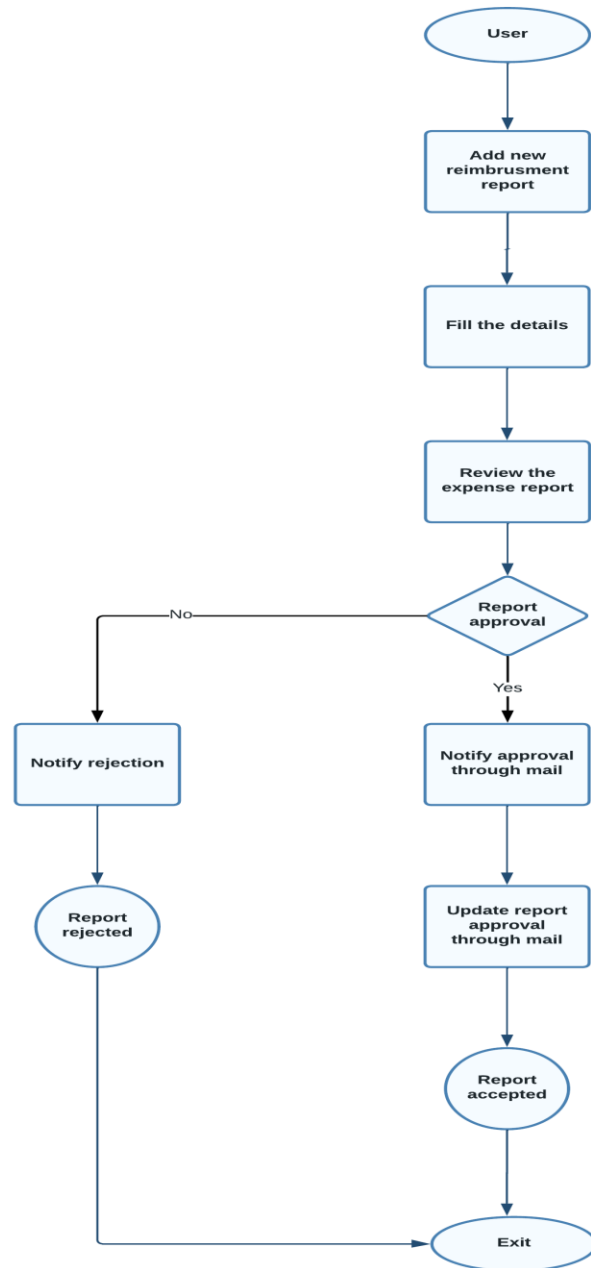 User
Add new
reimbrusment
report
Fill the details
Review the
expense report
Report
approval
No
Yes
Notify rejection
Notify approval
through mail
Report
rejected
Update report
approval
through mail
Report
accepted
Exit